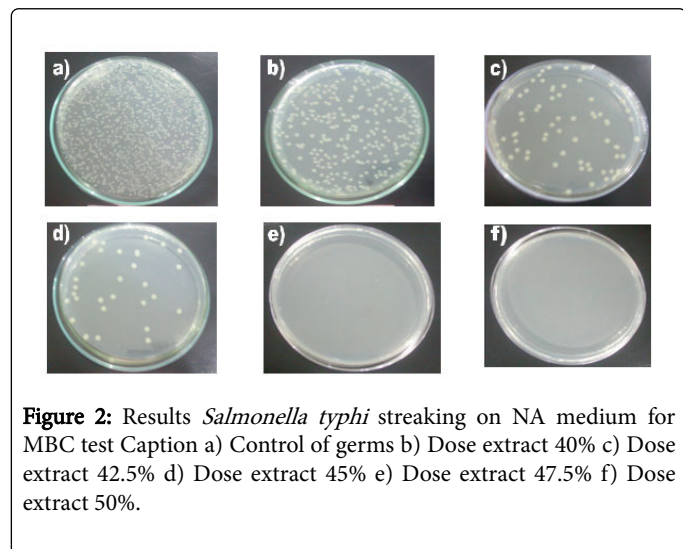 a)
b)
c)
d)
e)
f)
Figure 2: Results Salmonella typhi streaking on NA medium for
MBC test Caption a) Control of germs b) Dose extract 40% c) Dose
extract 42.5% d) Dose extract 45% e) Dose extract 47.5% f) Dose
extract 50%.